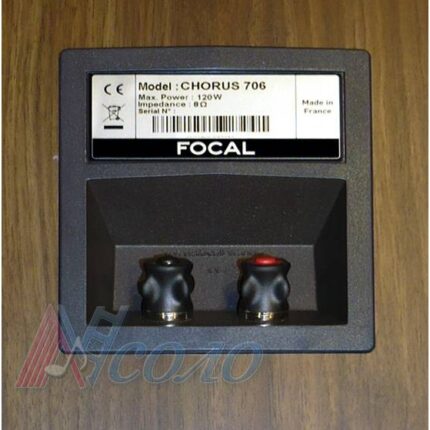 CE
Model : CHORUS 706
Max. Power : 120W
Impedance : 8Ω
Serial N° :
Made in
France
FOCAL
соло